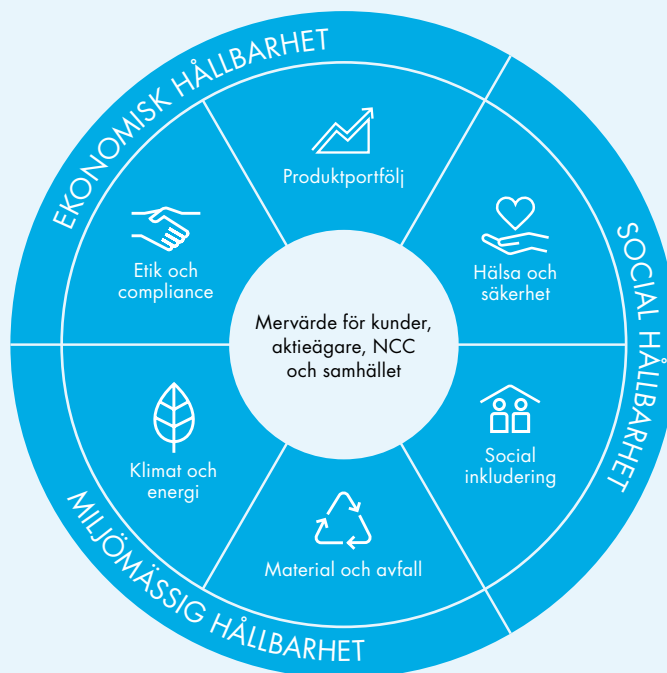 EKONOMISK HÅLLBARHET
Produktportfölj
Etik och
compliance
Hälsa och
säkerhet
SOCIAL HÅLLBARHET
Mervärde för kunder,
aktieägare, NCC
och samhället
Klimat och
energi
Social
inkludering
Material och avfall
MILJÖMÄSSIG HÅLLBARHET